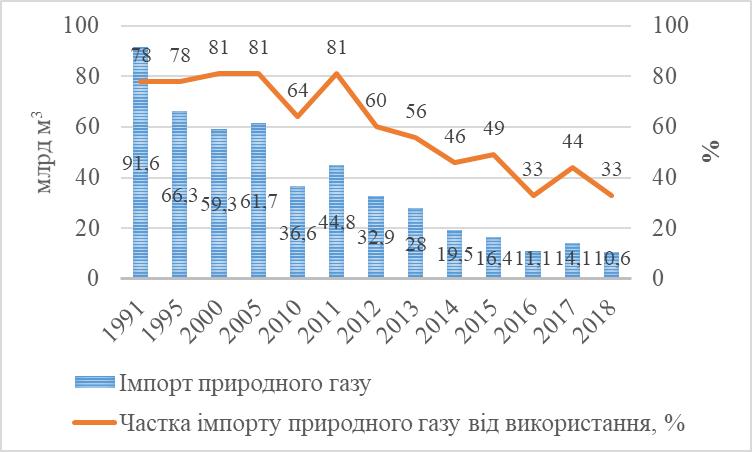 100
80
60
40
20
0
млрд м³
100
80
60
40
20
0
%
78 78 81 81 64 81 60 56 46 49 33 44 33
91,6 66,3 59,3 61,7 36,6 44,8 32,9 28 19,5 16,4 11,1 14,1 10,6
1991 1995 2000 2005 2010 2011 2012 2013 2014 2015 2016 2017 2018
Імпорт природного газу
Частка імпорту природного газу від використання, %